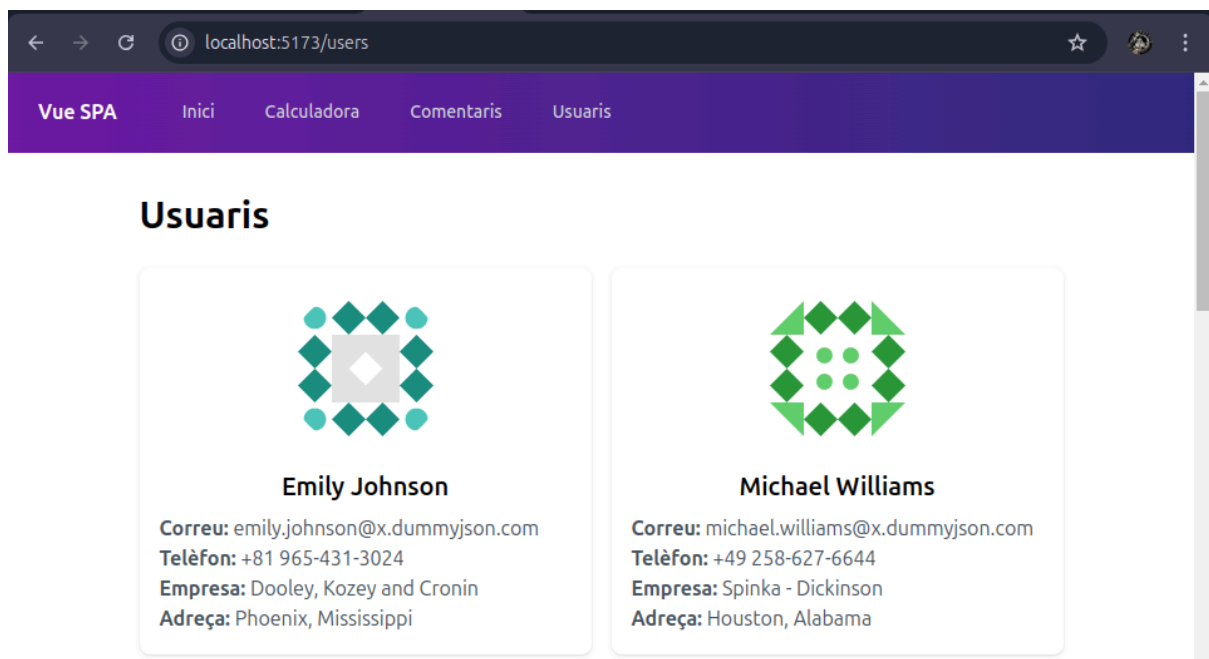 localhost:5173/users
Vue SPA Inici Calculadora Comentaris Usuaris
Usuaris
Emily Johnson
Correu: emily.johnson@x.dummyjson.com
Telèfon: +81 965-431-3024
Empresa: Dooley, Kozey and Cronin
Adreça: Phoenix, Mississippi
Michael Williams
Correu: michael.williams@x.dummyjson.com
Telèfon: +49 258-627-6644
Empresa: Spinka - Dickinson
Adreça: Houston, Alabama